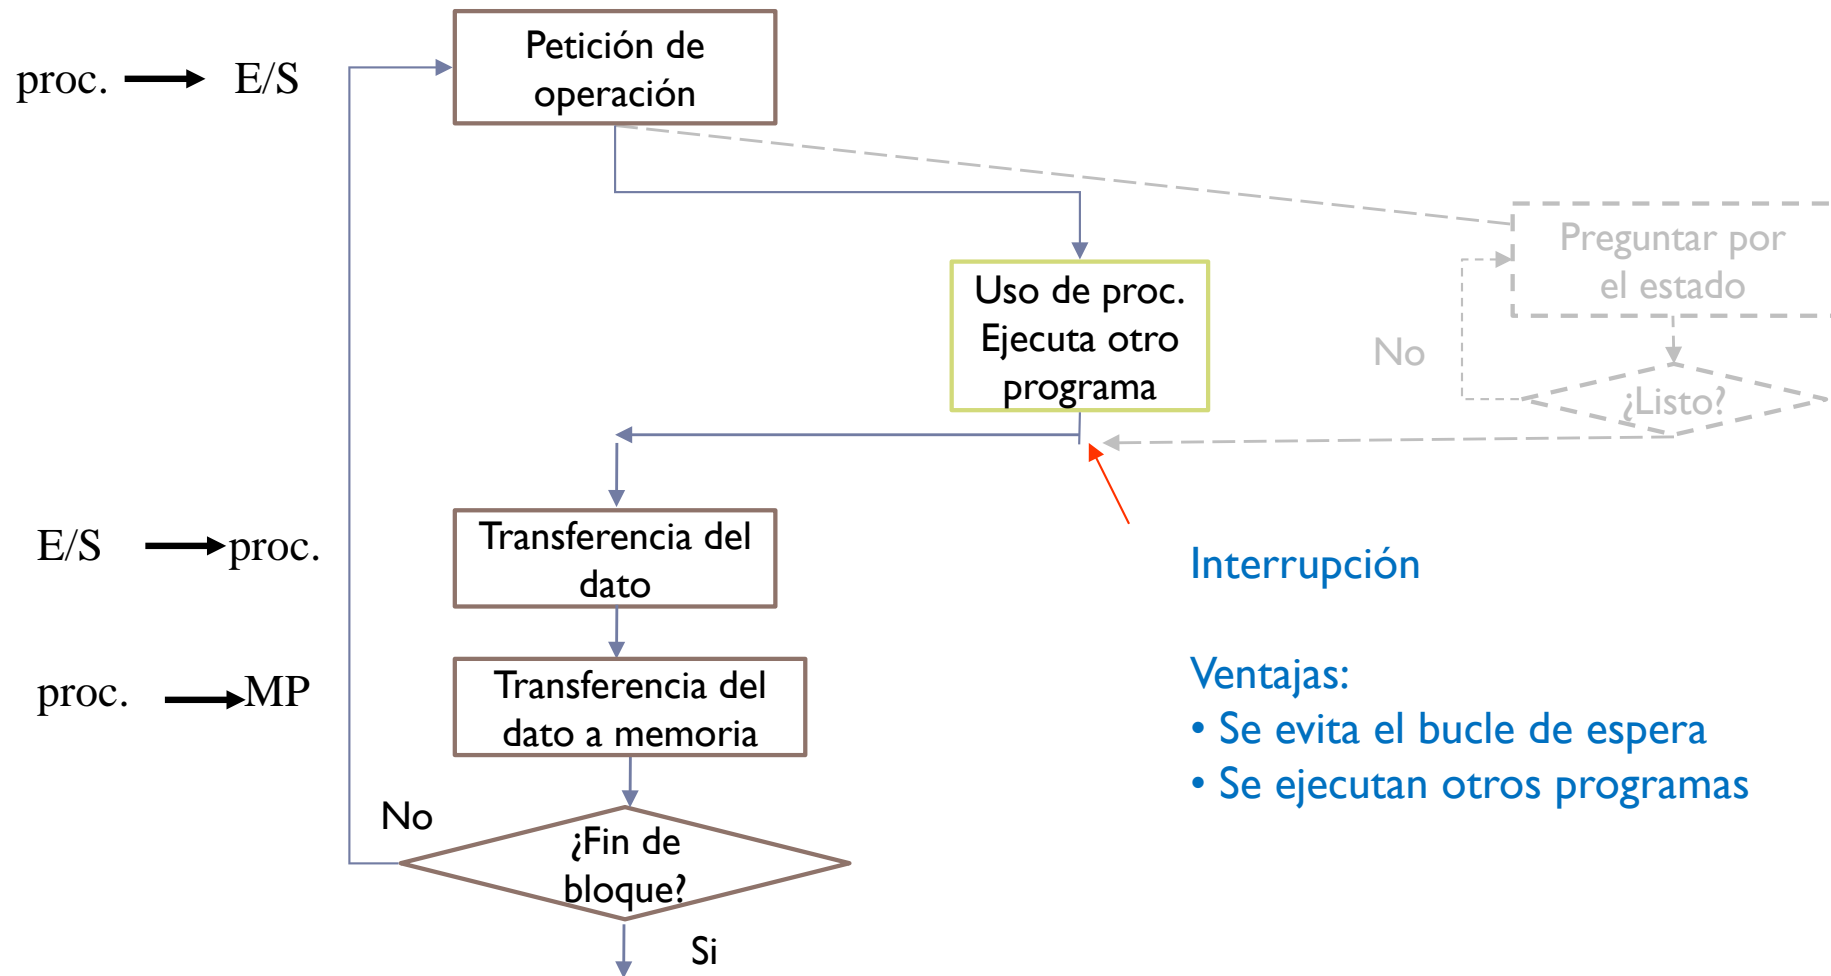 Petición de
operación
proc. E/S
Preguntar por
el estado
Uso de proc.
Ejecuta otro
programa
No
¿Listo?
Transferencia del
dato
E/S proc.
Interrupción
Transferencia del
dato a memoria
proc. MP
Ventajas:
• Se evita el bucle de espera
• Se ejecutan otros programas
No
¿Fin de
bloque?
Si